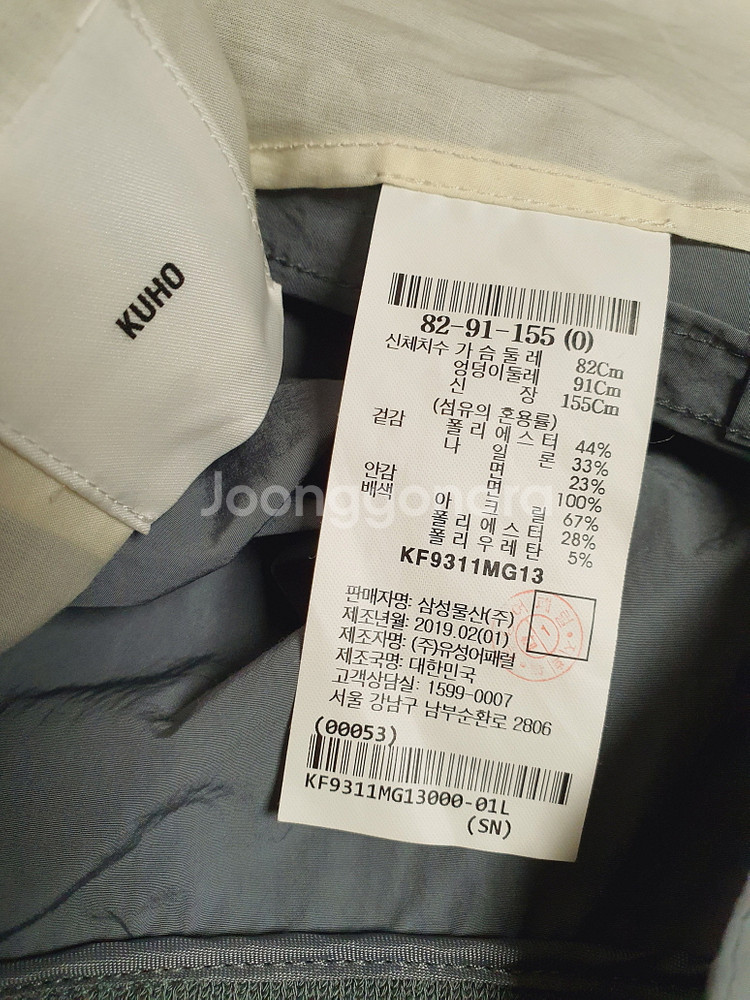 KUHO
82-91-155 (0)
신체치수 가 슴 둘 레 82Cm
엉덩이둘레 91Cm
신 장 155Cm
(섬유의 혼용률)
겉감 폴 리 에 스 터 44%
나 일 론 33%
면 23%
안감 면 100%
배색 아 크 릴 67%
폴 리 에 스 터 28%
폴 리 우 레 탄 5%
KF9311MG13
판매자명: 삼성물산(주)
제조년월: 2019.02(01)
제조자명: (주)유성어패럴
제조국명: 대한민국
고객상담실: 1599-0007
서울 강남구 남부순환로 2806
(00053)
KF9311MG13000-01L
(SN)
Joonggonara